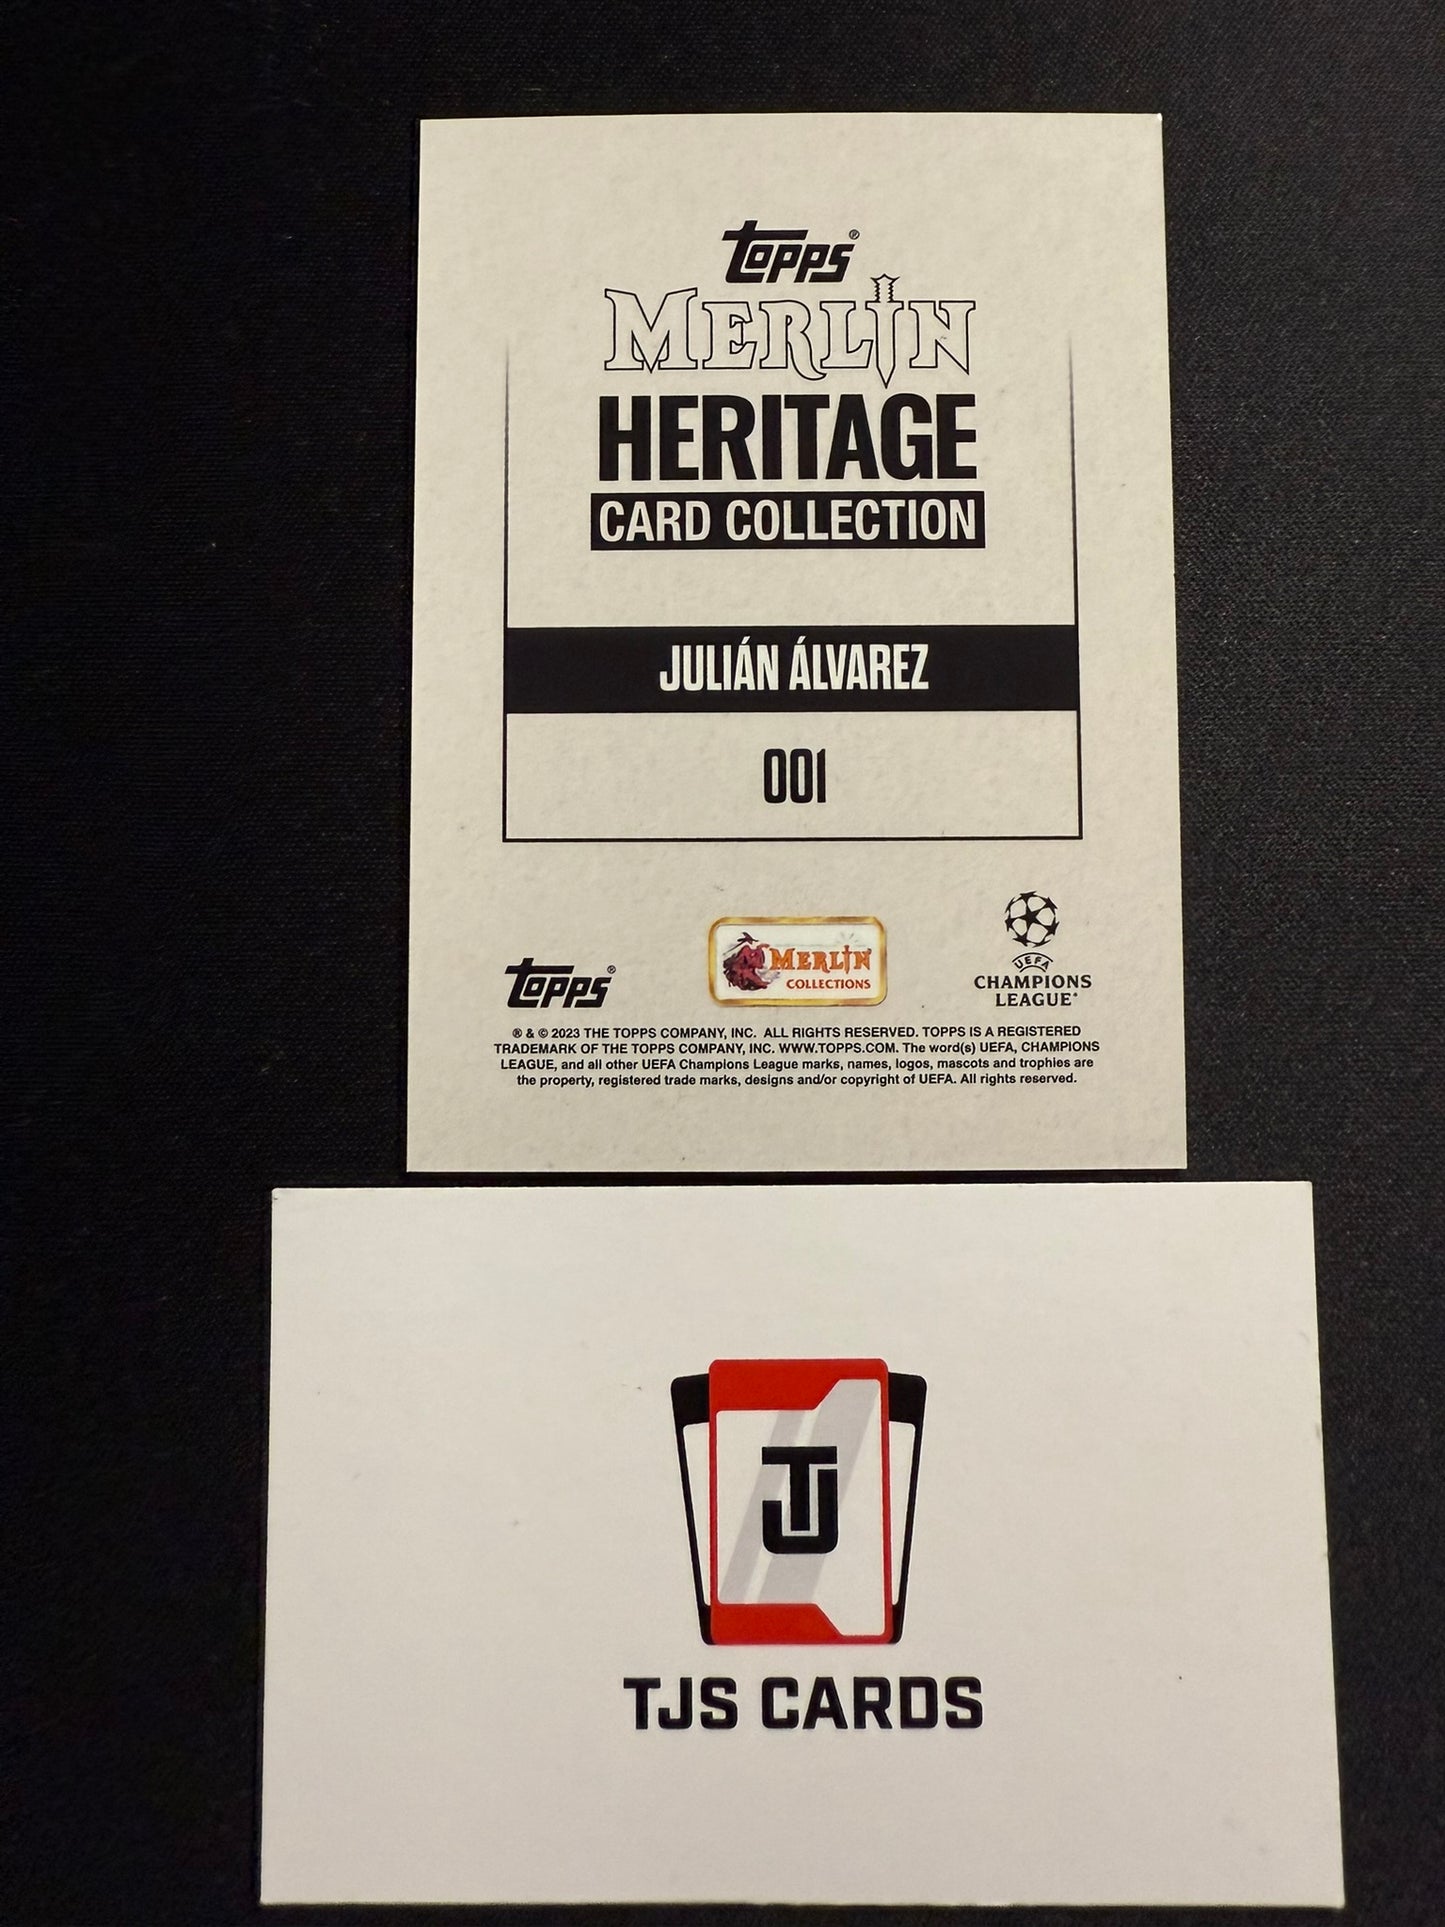 Topps®
MERLIN
HERITAGE
CARD COLLECTION
JULIÁN ÁLVAREZ
001
Topps®
MERLIN
COLLECTIONS
UEFA
CHAMPIONS
LEAGUE®
® & © 2023 THE TOPPS COMPANY, INC. ALL RIGHTS RESERVED. TOPPS IS A REGISTERED
TRADEMARK OF THE TOPPS COMPANY, INC. WWW.TOPPS.COM. The word(s) UEFA, CHAMPIONS
LEAGUE, and all other UEFA Champions League marks, names, logos, mascots and trophies are
the property, registered trade marks, designs and/or copyright of UEFA. All rights reserved.
TJ
TJS CARDS